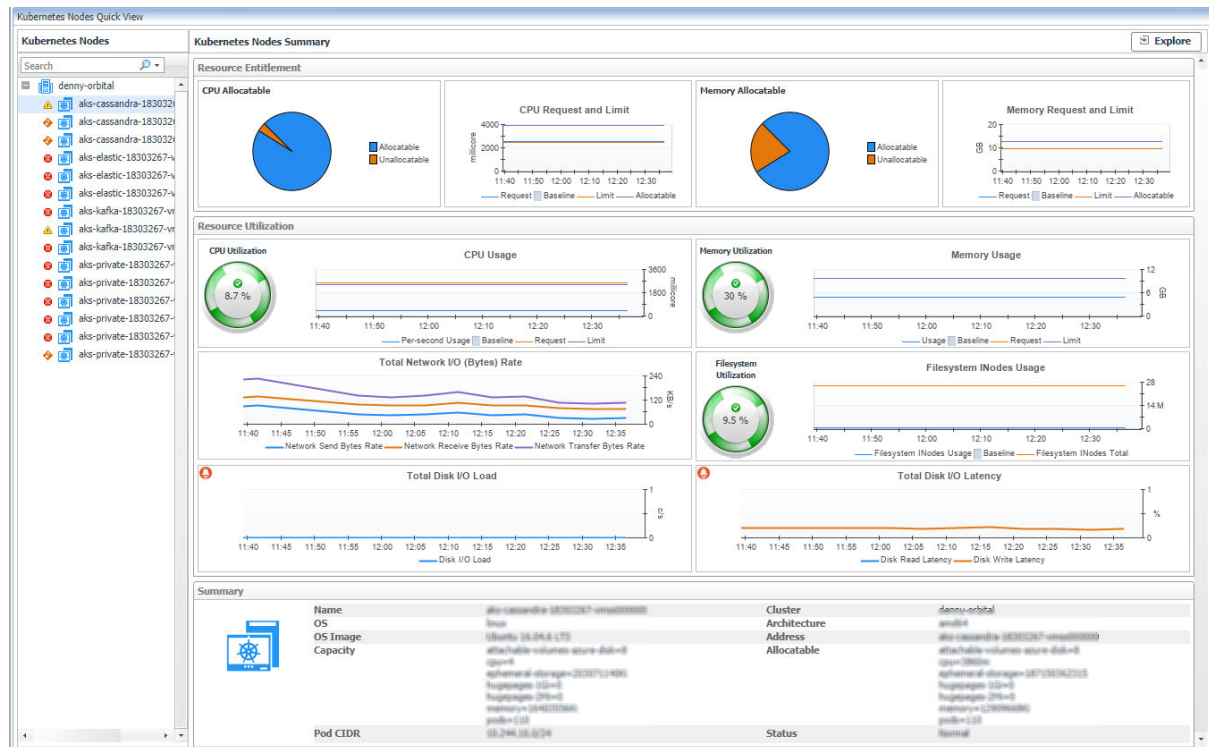 Kubernetes Nodes Quick View
Kubernetes Nodes
Kubernetes Nodes Summary
Explore
Search
denny-orbital
aks-cassandra-183032
aks-cassandra-183032
aks-cassandra-183032
aks-elastic-18303267-v
aks-elastic-18303267-v
aks-elastic-18303267-v
aks-kafka-18303267-vr
aks-kafka-18303267-vr
aks-kafka-18303267-vr
aks-private-18303267-
aks-private-18303267-
aks-private-18303267-
aks-private-18303267-
aks-private-18303267-
aks-private-18303267-
Resource Entitlement
CPU Allocatable
Allocatable
Unallocatable
CPU Request and Limit
millicore
4000
2000
0
11:40 11:50 12:00 12:10 12:20 12:30
Request Baseline Limit Allocatable
Memory Allocatable
Allocatable
Unallocatable
Memory Request and Limit
GB
20
10
0
11:40 11:50 12:00 12:10 12:20 12:30
Request Baseline Limit Allocatable
Resource Utilization
CPU Utilization
8.7 %
CPU Usage
3600
1800
0
millicore
11:40 11:50 12:00 12:10 12:20 12:30
Per-second Usage Baseline Request Limit
Memory Utilization
30 %
Memory Usage
12
6
0
GB
11:40 11:50 12:00 12:10 12:20 12:30
Usage Baseline Request Limit
Total Network I/O (Bytes) Rate
240
120
0
KB/s
11:40 11:45 11:50 11:55 12:00 12:05 12:10 12:15 12:20 12:25 12:30 12:35
Network Send Bytes Rate Network Receive Bytes Rate Network Transfer Bytes Rate
Filesystem
Utilization
9.5 %
Filesystem INodes Usage
28
14 M
0
11:40 11:50 12:00 12:10 12:20 12:30
Filesystem INodes Usage Baseline Filesystem INodes Total
Total Disk I/O Load
1
0
c/s
11:40 11:45 11:50 11:55 12:00 12:05 12:10 12:15 12:20 12:25 12:30 12:35
Disk I/O Load
Total Disk I/O Latency
1
0
%
11:40 11:45 11:50 11:55 12:00 12:05 12:10 12:15 12:20 12:25 12:30 12:35
Disk Read Latency Disk Write Latency
Summary
Name
Cluster denny-orbital
OS
Architecture
OS Image
Address
Capacity
Allocatable
Pod CIDR
Status